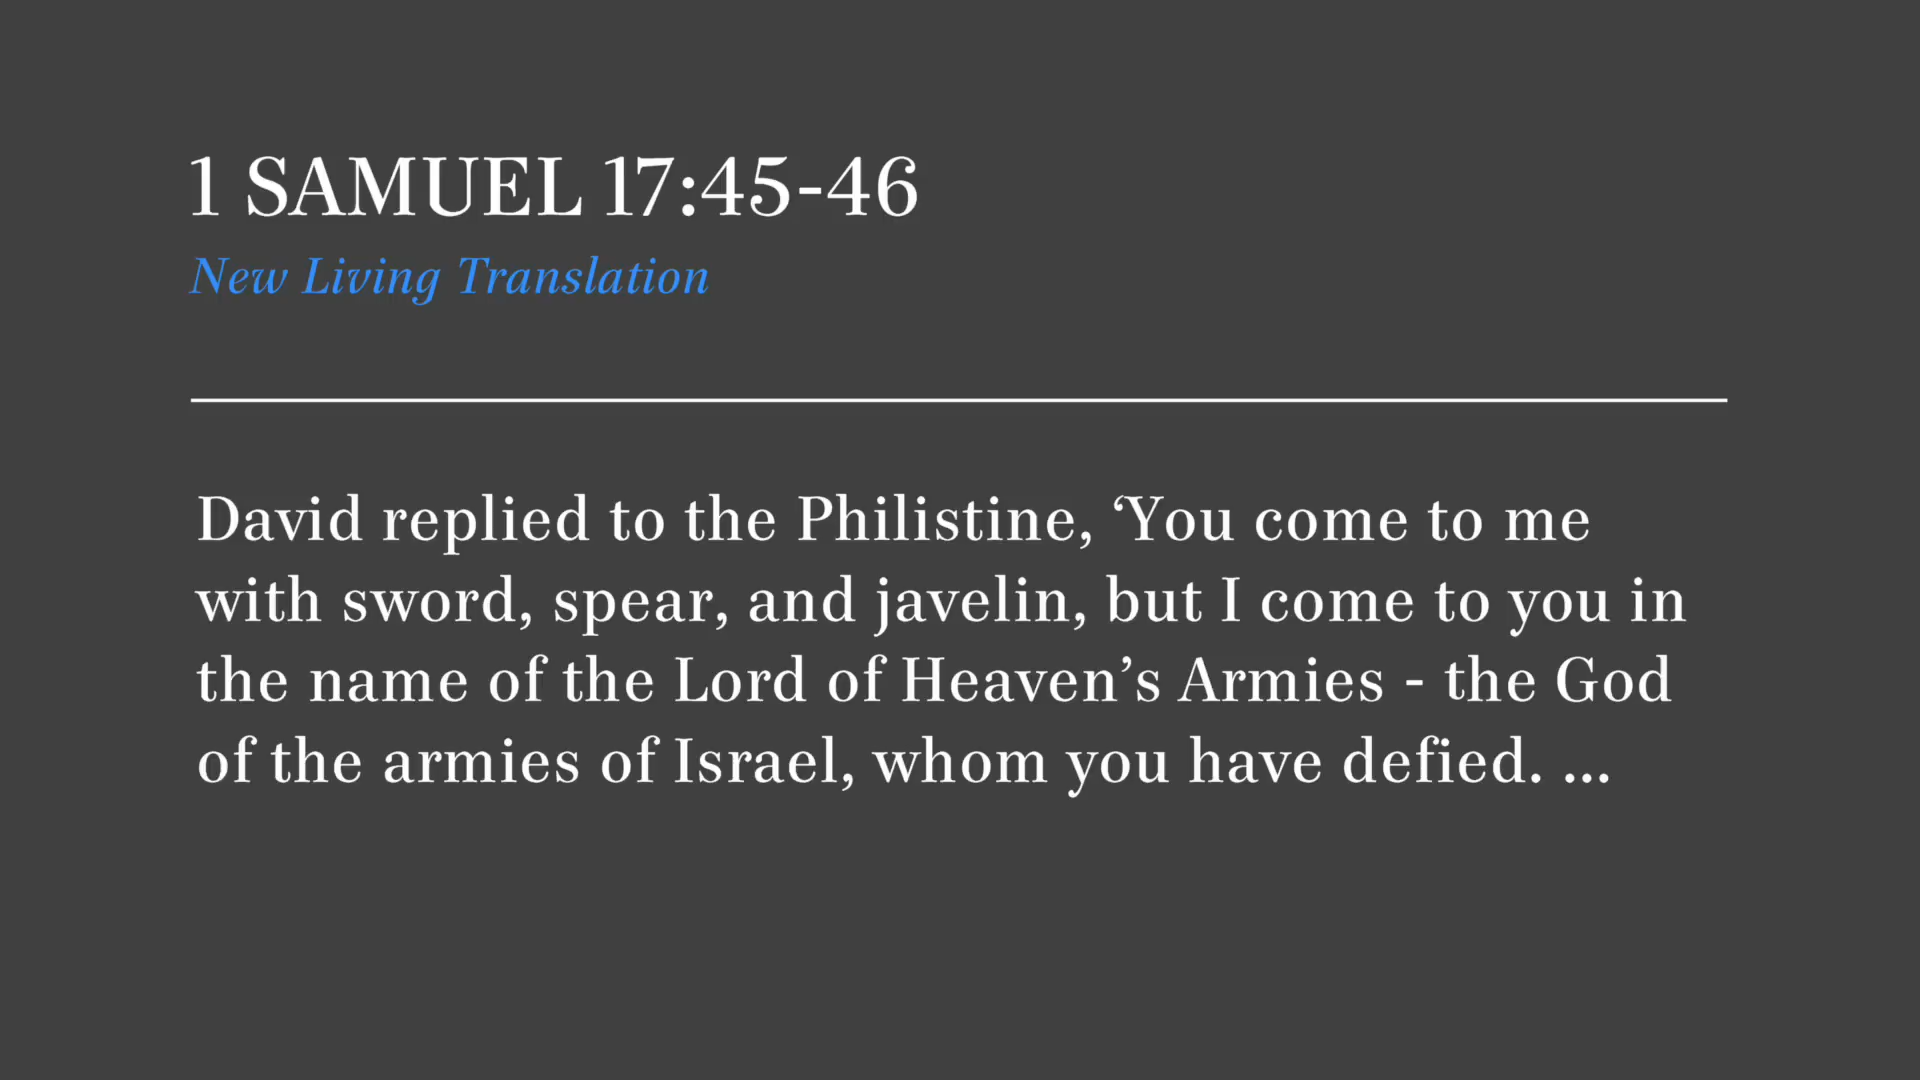 1 SAMUEL 17:45-46
New Living Translation
David replied to the Philistine, ‘You come to me
with sword, spear, and javelin, but I come to you in
the name of the Lord of Heaven’s Armies - the God
of the armies of Israel, whom you have defied. ...